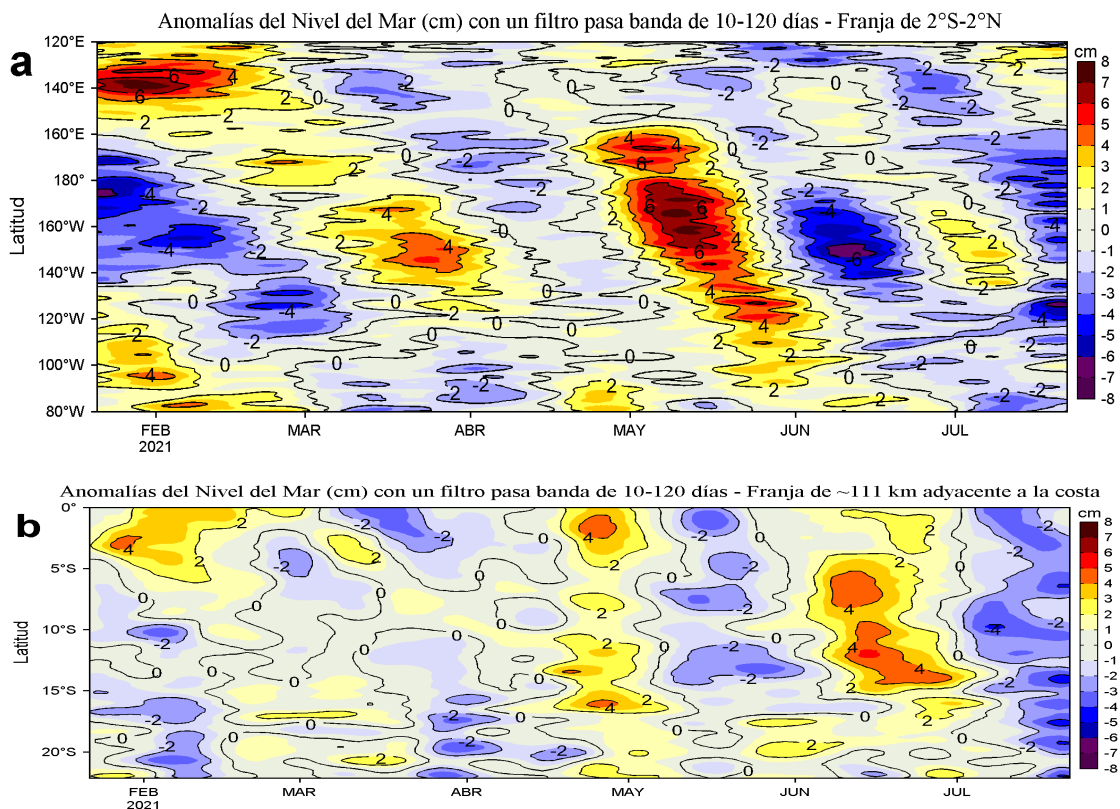 Anomalías del Nivel del Mar (cm) con un filtro pasa banda de 10-120 días - Franja de 2°S-2°N
a
cm
Latitud
120°E
140°E
160°E
180°
160°W
140°W
120°W
100°W
80°W
8
7
6
5
4
3
2
1
0
-1
-2
-3
-4
-5
-6
-7
-8
FEB
MAR
ABR
MAY
JUN
JUL
2021
Anomalías del Nivel del Mar (cm) con un filtro pasa banda de 10-120 días - Franja de ~111 km adyacente a la costa
b
cm
Latitud
0°
5°S
10°S
15°S
20°S
8
7
6
5
4
3
2
1
0
-1
-2
-3
-4
-5
-6
-7
-8
FEB
MAR
ABR
MAY
JUN
JUL
2021